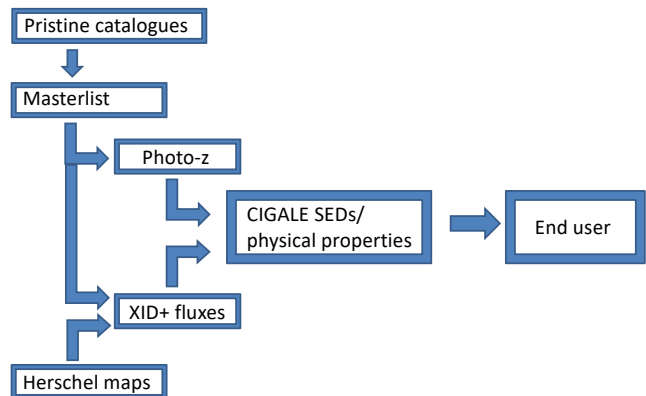 Pristine catalogues
Masterlist
Photo-z
CIGALE SEDs/
physical properties
End user
XID+ fluxes
Herschel maps